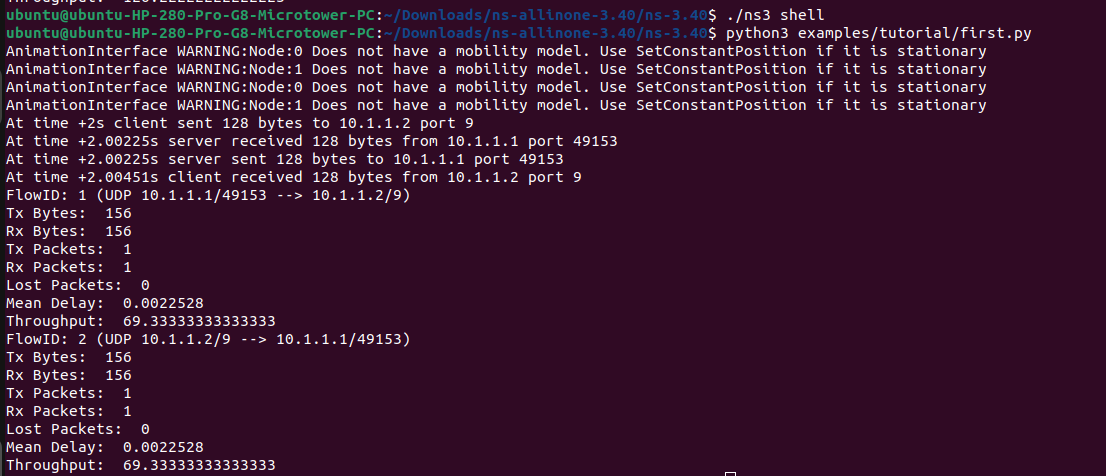 ubuntu@ubuntu-HP-280-Pro-G8-Microtower-PC:~/Downloads/ns-allinone-3.40/ns-3.40$ ./ns3 shell
ubuntu@ubuntu-HP-280-Pro-G8-Microtower-PC:~/Downloads/ns-allinone-3.40/ns-3.40$ python3 examples/tutorial/first.py
AnimationInterface WARNING:Node:0 Does not have a mobility model. Use SetConstantPosition if it is stationary
AnimationInterface WARNING:Node:1 Does not have a mobility model. Use SetConstantPosition if it is stationary
AnimationInterface WARNING:Node:0 Does not have a mobility model. Use SetConstantPosition if it is stationary
AnimationInterface WARNING:Node:1 Does not have a mobility model. Use SetConstantPosition if it is stationary
At time +2s client sent 128 bytes to 10.1.1.2 port 9
At time +2.00225s server received 128 bytes from 10.1.1.1 port 49153
At time +2.00225s server sent 128 bytes to 10.1.1.1 port 49153
At time +2.00451s client received 128 bytes from 10.1.1.2 port 9
FlowID: 1 (UDP 10.1.1.1/49153 --> 10.1.1.2/9)
Tx Bytes:  156
Rx Bytes:  156
Tx Packets:  1
Rx Packets:  1
Lost Packets:  0
Mean Delay:  0.0022528
Throughput:  69.33333333333333
FlowID: 2 (UDP 10.1.1.2/9 --> 10.1.1.1/49153)
Tx Bytes:  156
Rx Bytes:  156
Tx Packets:  1
Rx Packets:  1
Lost Packets:  0
Mean Delay:  0.0022528
Throughput:  69.33333333333333